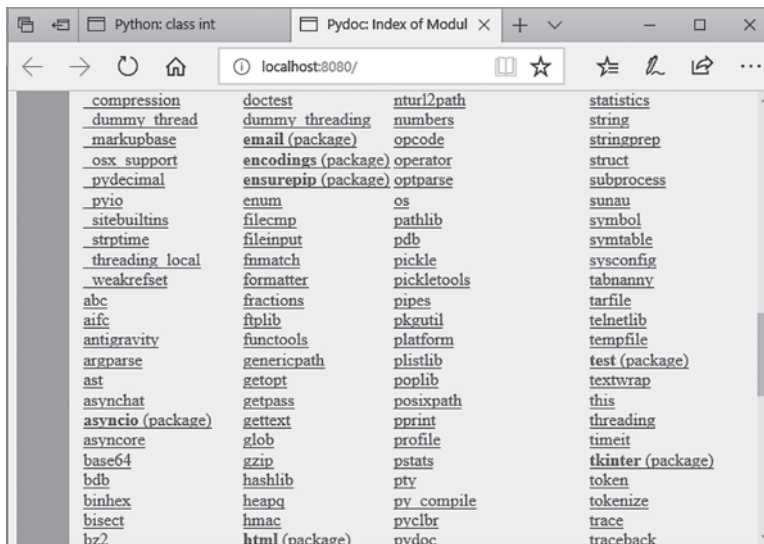 Python: class int
Pydoc: Index of Modul
localhost:8080/
_compression doctest nturl2path statistics
_dummy_thread dummy_threading numbers string
_markupbase email (package) opcode stringprep
_osx_support encodings (package) operator struct
_pydecimal ensurepip (package) optparse subprocess
_pyio enum os sunau
_sitebuiltins filecmp pathlib symbol
_strptime fileinput pdb symtable
_threading_local fnmatch pickle sysconfig
_weakrefset formatter pickletools tabnanny
abc fractions pipes tarfile
aifc ftplib pkgutil telnetlib
antigravity functools platform tempfile
argparse genericpath plistlib test (package)
ast getopt poplib textwrap
asynchat getpass posixpath this
asyncio (package) gettext pprint threading
asyncore glob profile timeit
base64 gzip pstats tkinter (package)
bdb hashlib pty token
binhex heapq py_compile tokenize
bisect hmac pyclbr trace
bz2 html (package) pydoc traceback